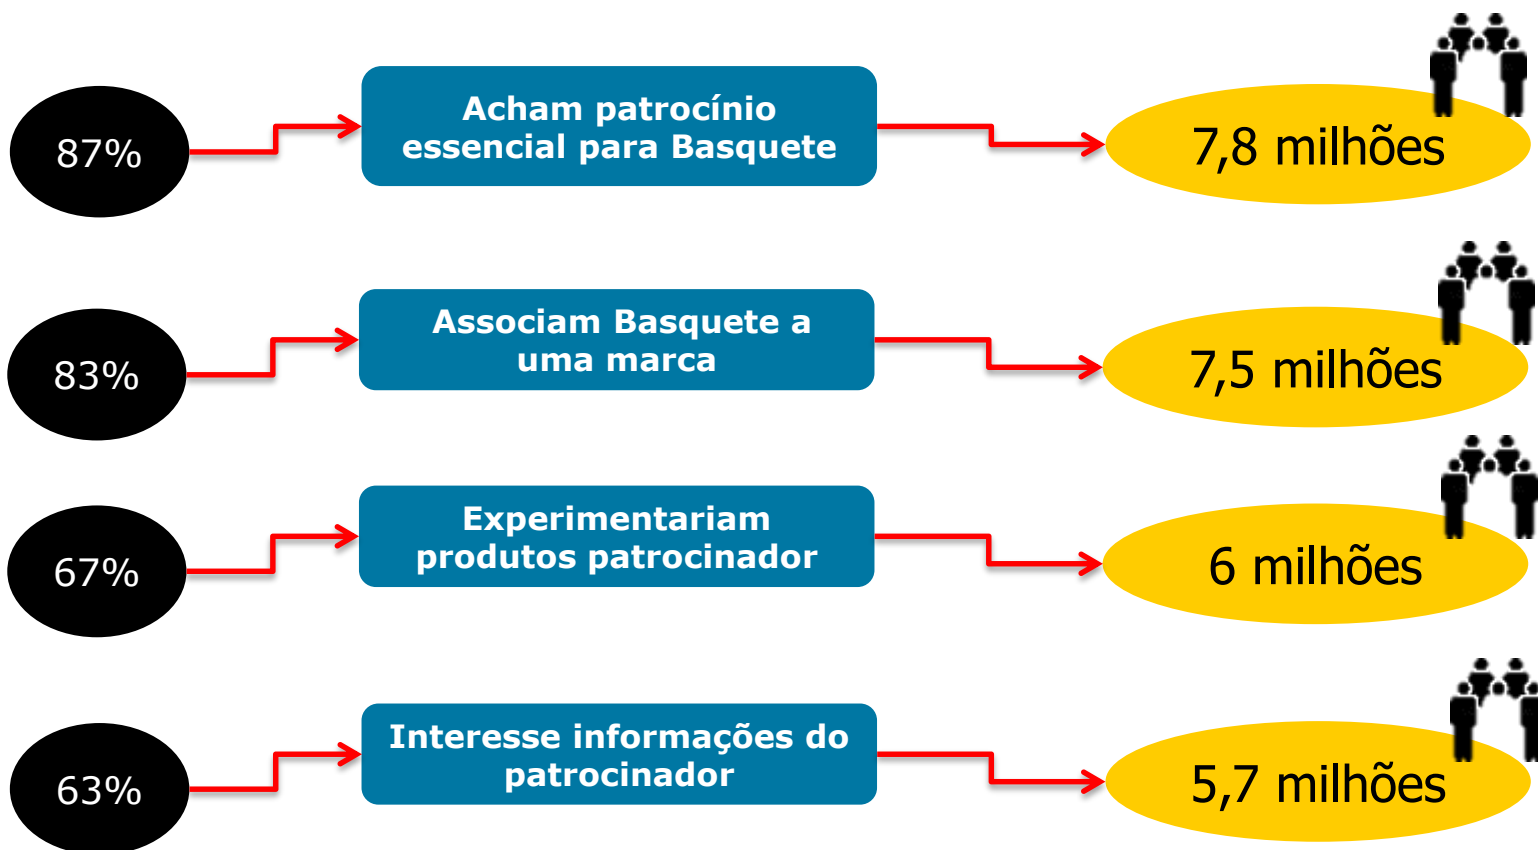 87%
Acham patrocínio
essencial para Basquete
7,8 milhões
83%
Associam Basquete a
uma marca
7,5 milhões
67%
Experimentariam
produtos patrocinador
6 milhões
63%
Interesse informações do
patrocinador
5,7 milhões